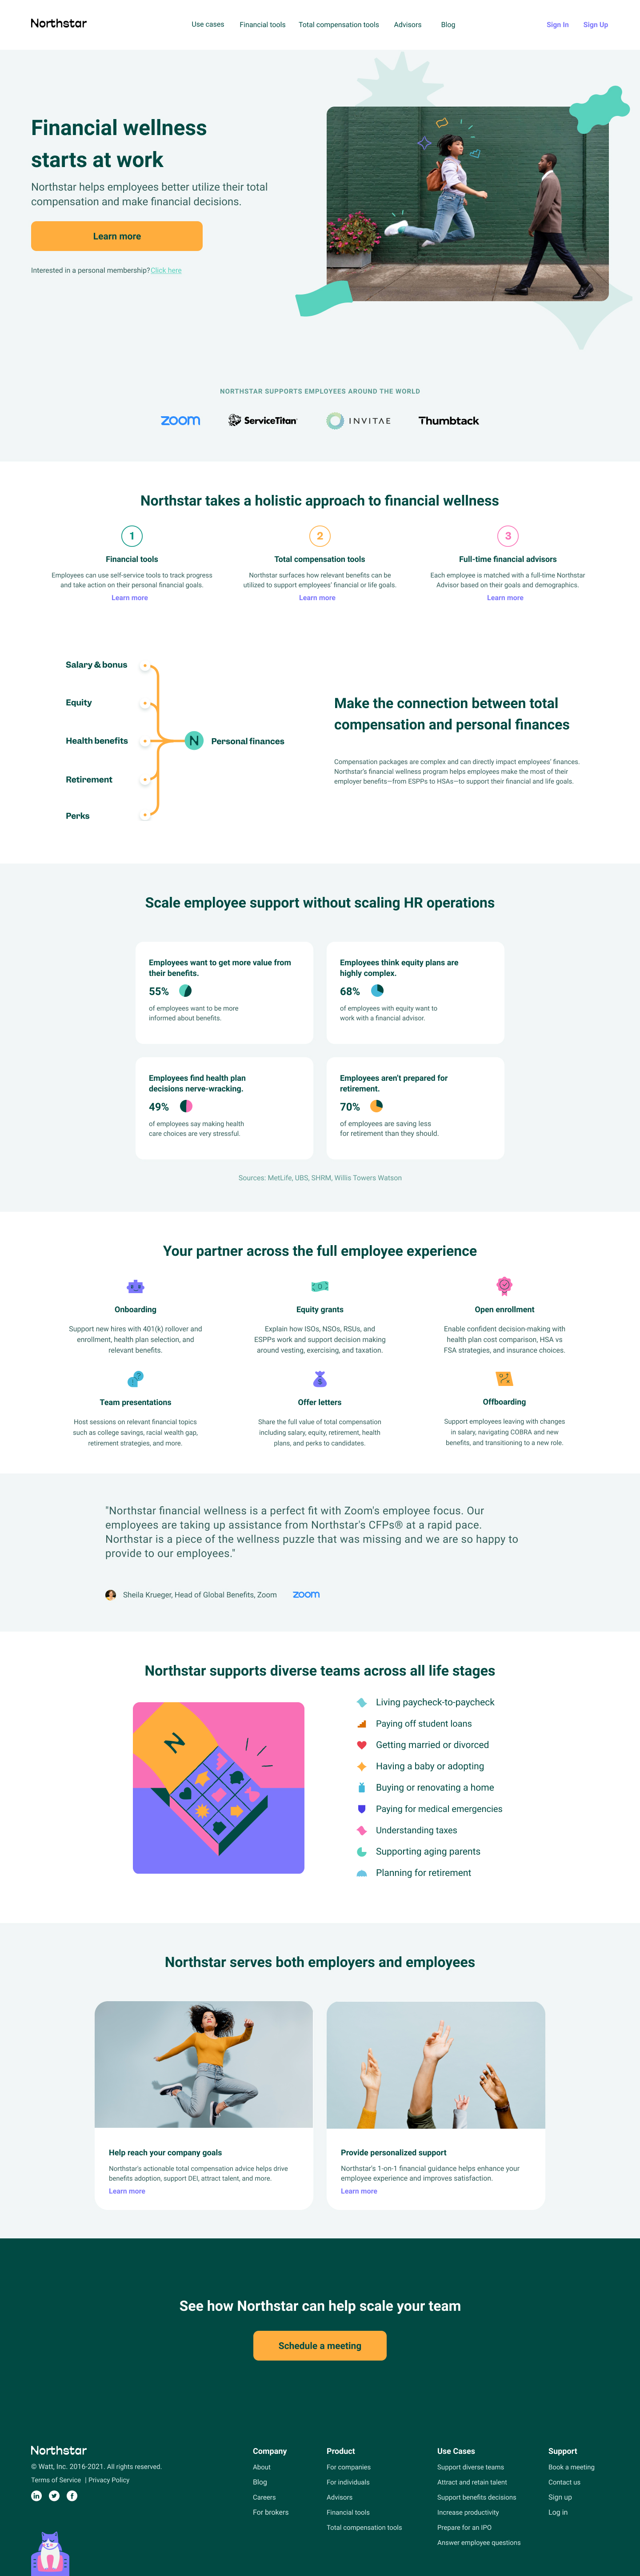 Northstar
Use cases
Financial tools
Total compensation tools
Advisors
Blog
Sign In
Sign Up
Financial wellness
starts at work
Northstar helps employees better utilize their total
compensation and make financial decisions.
Learn more
Interested in a personal membership? Click here
NORTHSTAR SUPPORTS EMPLOYEES AROUND THE WORLD
zoom
ServiceTitan
INVITAE
Thumbtack
Northstar takes a holistic approach to financial wellness
1
Financial tools
Employees can use self-service tools to track progress
and take action on their personal financial goals.
Learn more
2
Total compensation tools
Northstar surfaces how relevant benefits can be
utilized to support employees' financial or life goals.
Learn more
3
Full-time financial advisors
Each employee is matched with a full-time Northstar
Advisor based on their goals and demographics.
Learn more
Salary & bonus
Equity
Health benefits
Retirement
Perks
N
Personal finances
Make the connection between total
compensation and personal finances
Compensation packages are complex and can directly impact employees' finances.
Northstar's financial wellness program helps employees make the most of their
employer benefits—from ESPPs to HSAs—to support their financial and life goals.
Scale employee support without scaling HR operations
Employees want to get more value from
their benefits.
55%
of employees want to be more
informed about benefits.
Employees think equity plans are
highly complex.
68%
of employees with equity want to
work with a financial advisor.
Employees find health plan
decisions nerve-wracking.
49%
of employees say making health
care choices are very stressful.
Employees aren't prepared for
retirement.
70%
of employees are saving less
for retirement than they should.
Sources: MetLife, UBS, SHRM, Willis Towers Watson
Your partner across the full employee experience
Onboarding
Support new hires with 401(k) rollover and
enrollment, health plan selection, and
relevant benefits.
Equity grants
Explain how ISOs, NSOs, RSUs, and
ESPPs work and support decision making
around vesting, exercising, and taxation.
Open enrollment
Enable confident decision-making with
health plan cost comparison, HSA vs
FSA strategies, and insurance choices.
Team presentations
Host sessions on relevant financial topics
such as college savings, racial wealth gap,
retirement strategies, and more.
$
Offer letters
Share the full value of total compensation
including salary, equity, retirement, health
plans, and perks to candidates.
Offboarding
Support employees leaving with changes
in salary, navigating COBRA and new
benefits, and transitioning to a new role.
"Northstar financial wellness is a perfect fit with Zoom's employee focus. Our
employees are taking up assistance from Northstar's CFPs® at a rapid pace.
Northstar is a piece of the wellness puzzle that was missing and we are so happy to
provide to our employees."
Sheila Krueger, Head of Global Benefits, Zoom
zoom
Northstar supports diverse teams across all life stages
N
Living paycheck-to-paycheck
Paying off student loans
Getting married or divorced
Having a baby or adopting
Buying or renovating a home
Paying for medical emergencies
Understanding taxes
Supporting aging parents
Planning for retirement
Northstar serves both employers and employees
Help reach your company goals
Northstar's actionable total compensation advice helps drive
benefits adoption, support DEI, attract talent, and more.
Learn more
Provide personalized support
Northstar's 1-on-1 financial guidance helps enhance your
employee experience and improves satisfaction.
Learn more
See how Northstar can help scale your team
Schedule a meeting
Northstar
© Watt, Inc. 2016-2021. All rights reserved.
Terms of Service | Privacy Policy
Company
About
Blog
Careers
For brokers
Product
For companies
For individuals
Advisors
Financial tools
Total compensation tools
Use Cases
Support diverse teams
Attract and retain talent
Support benefits decisions
Increase productivity
Prepare for an IPO
Answer employee questions
Support
Book a meeting
Contact us
Sign up
Log in